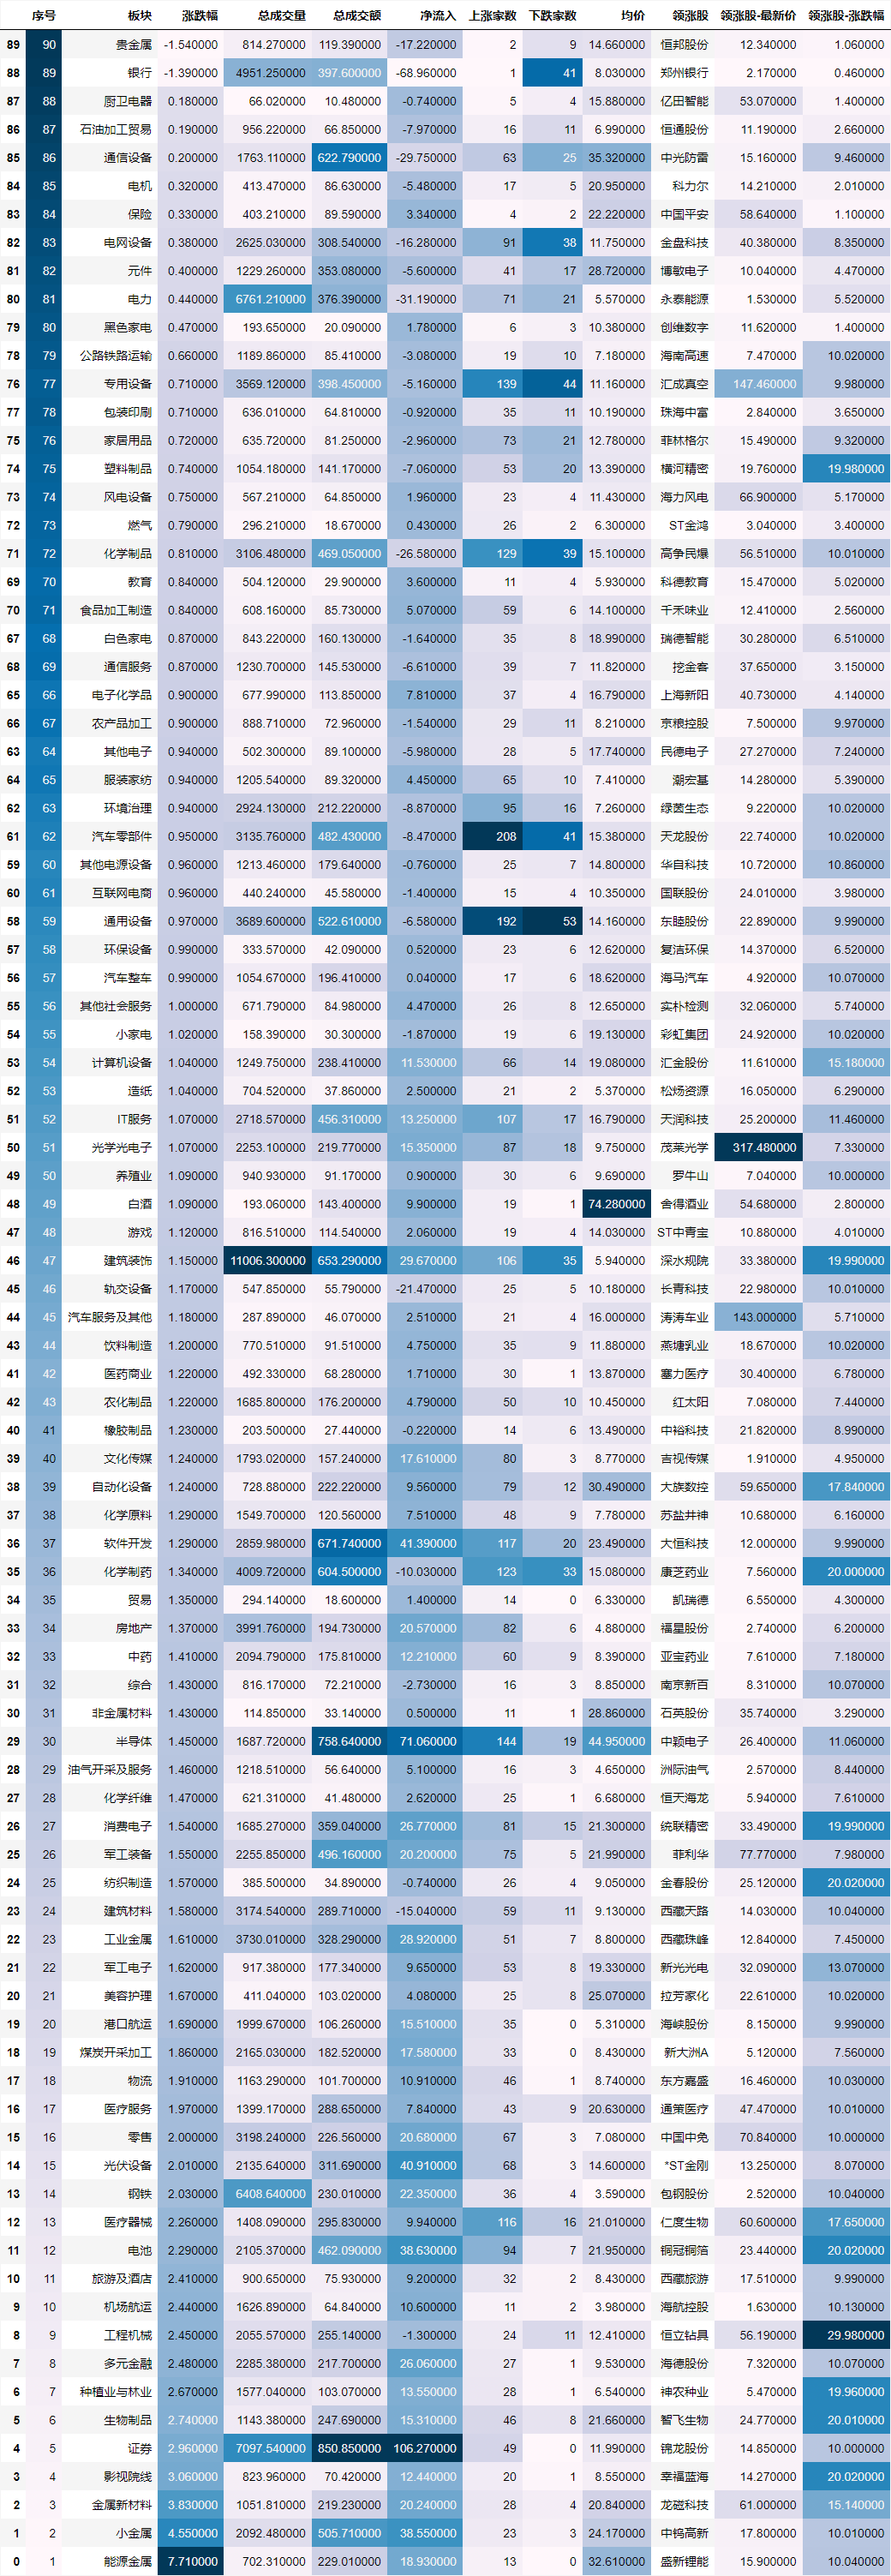 序号 板块 涨跌幅 总成交量 总成交额 净流入 上涨家数 下跌家数 均价 领涨股 领涨股-最新价 领涨股-涨跌幅
89 90 贵金属 -1.540000 814.270000 119.390000 -17.220000 2 9 14.660000 恒邦股份 12.340000 1.060000
88 89 银行 -1.390000 4951.250000 397.600000 -68.960000 1 41 8.030000 郑州银行 2.170000 0.460000
87 88 厨卫电器 0.180000 66.020000 10.480000 -0.740000 5 4 15.880000 亿田智能 53.070000 1.400000
86 87 石油加工贸易 0.190000 956.220000 66.850000 -7.970000 16 11 6.990000 恒通股份 11.190000 2.660000
85 86 通信设备 0.200000 1763.110000 622.790000 -29.750000 63 25 35.320000 中光防雷 15.160000 9.460000
84 85 电机 0.320000 413.470000 86.630000 -5.480000 17 5 20.950000 科力尔 14.210000 2.010000
83 84 保险 0.330000 403.210000 89.590000 3.340000 4 2 22.220000 中国平安 58.640000 1.100000
82 83 电网设备 0.380000 2625.030000 308.540000 -16.280000 91 38 11.750000 金盘科技 40.380000 8.350000
81 82 元件 0.400000 1229.260000 353.080000 -5.600000 41 17 28.720000 博敏电子 10.040000 4.470000
80 81 电力 0.440000 6761.210000 376.390000 -31.190000 71 21 5.570000 永泰能源 1.530000 5.520000
79 80 黑色家电 0.470000 193.650000 20.090000 1.780000 6 3 10.380000 创维数字 11.620000 1.400000
78 79 公路铁路运输 0.660000 1189.860000 85.410000 -3.080000 19 10 7.180000 海南高速 7.470000 10.020000
76 77 专用设备 0.710000 3569.120000 398.450000 -5.160000 139 44 11.160000 汇成真空 147.460000 9.980000
77 78 包装印刷 0.710000 636.010000 64.810000 -0.920000 35 11 10.190000 珠海中富 2.840000 3.650000
75 76 家居用品 0.720000 635.720000 81.250000 -2.960000 73 21 12.780000 菲林格尔 15.490000 9.320000
74 75 塑料制品 0.740000 1054.180000 141.170000 -7.060000 53 20 13.390000 横河精密 19.760000 19.980000
73 74 风电设备 0.750000 567.210000 64.850000 1.960000 23 4 11.430000 海力风电 66.900000 5.170000
72 73 燃气 0.790000 296.210000 18.670000 0.430000 26 2 6.300000 ST金鸿 3.040000 3.400000
71 72 化学制品 0.810000 3106.480000 469.050000 -26.580000 129 39 15.100000 高争民爆 56.510000 10.010000
69 70 教育 0.840000 504.120000 29.900000 3.600000 11 4 5.930000 科德教育 15.470000 5.020000
70 71 食品加工制造 0.840000 608.160000 85.730000 5.070000 59 6 14.100000 千禾味业 12.410000 2.560000
67 68 白色家电 0.870000 843.220000 160.130000 -1.640000 35 8 18.990000 瑞德智能 30.280000 6.510000
68 69 通信服务 0.870000 1230.700000 145.530000 -6.610000 39 7 11.820000 挖金客 37.650000 3.150000
65 66 电子化学品 0.900000 677.990000 113.850000 7.810000 37 4 16.790000 上海新阳 40.730000 4.140000
66 67 农产品加工 0.900000 888.710000 72.960000 -1.540000 29 11 8.210000 京粮控股 7.500000 9.970000
63 64 其他电子 0.940000 502.300000 89.100000 -5.980000 28 5 17.740000 民德电子 27.270000 7.240000
64 65 服装家纺 0.940000 1205.540000 89.320000 4.450000 65 10 7.410000 潮宏基 14.280000 5.390000
62 63 环境治理 0.940000 2924.130000 212.220000 -8.870000 95 16 7.260000 绿茵生态 9.220000 10.020000
61 62 汽车零部件 0.950000 3135.760000 482.430000 -8.470000 208 41 15.380000 天龙股份 22.740000 10.020000
59 60 其他电源设备 0.960000 1213.460000 179.640000 -0.760000 25 7 14.800000 华自科技 10.720000 10.860000
60 61 互联网电商 0.960000 440.240000 45.580000 -1.400000 15 4 10.350000 国联股份 24.010000 3.980000
58 59 通用设备 0.970000 3689.600000 522.610000 -6.580000 192 53 14.160000 东睦股份 22.890000 9.990000
57 58 环保设备 0.990000 333.570000 42.090000 0.520000 23 6 12.620000 复洁环保 14.370000 6.520000
56 57 汽车整车 0.990000 1054.670000 196.410000 0.040000 17 6 18.620000 海马汽车 4.920000 10.070000
55 56 其他社会服务 1.000000 671.790000 84.980000 4.470000 26 8 12.650000 实朴检测 32.060000 5.740000
54 55 小家电 1.020000 158.390000 30.300000 -1.870000 19 6 19.130000 彩虹集团 24.920000 10.020000
53 54 计算机设备 1.040000 1249.750000 238.410000 11.530000 66 14 19.080000 汇金股份 11.610000 15.180000
52 53 造纸 1.040000 704.520000 37.860000 2.500000 21 2 5.370000 松炀资源 16.050000 6.290000
51 52 IT服务 1.070000 2718.570000 456.310000 13.250000 107 17 16.790000 天润科技 25.200000 11.460000
50 51 光学光电子 1.070000 2253.100000 219.770000 15.350000 87 18 9.750000 茂莱光学 317.480000 7.330000
49 50 养殖业 1.090000 940.930000 91.170000 0.900000 30 6 9.690000 罗牛山 7.040000 10.000000
48 49 白酒 1.090000 193.060000 143.400000 9.900000 19 1 74.280000 舍得酒业 54.680000 2.800000
47 48 游戏 1.120000 816.510000 114.540000 2.060000 19 4 14.030000 ST中青宝 10.880000 4.010000
46 47 建筑装饰 1.150000 11006.300000 653.290000 29.670000 106 35 5.940000 深水规院 33.380000 19.990000
45 46 轨交设备 1.170000 547.850000 55.790000 -21.470000 25 5 10.180000 长青科技 22.980000 10.010000
44 45 汽车服务及其他 1.180000 287.890000 46.070000 2.510000 21 4 16.000000 涛涛车业 143.000000 5.710000
43 44 饮料制造 1.200000 770.510000 91.510000 4.750000 35 9 11.880000 燕塘乳业 18.670000 10.020000
41 42 医药商业 1.220000 492.330000 68.280000 1.710000 30 1 13.870000 塞力医疗 30.400000 6.780000
42 43 农化制品 1.220000 1685.800000 176.200000 4.790000 50 10 10.450000 红太阳 7.080000 7.440000
40 41 橡胶制品 1.230000 203.500000 27.440000 -0.220000 14 6 13.490000 中裕科技 21.820000 8.990000
39 40 文化传媒 1.240000 1793.020000 157.240000 17.610000 80 3 8.770000 吉视传媒 1.910000 4.950000
38 39 自动化设备 1.240000 728.880000 222.220000 9.560000 79 12 30.490000 大族数控 59.650000 17.840000
37 38 化学原料 1.290000 1549.700000 120.560000 7.510000 48 9 7.780000 苏盐井神 10.680000 6.160000
36 37 软件开发 1.290000 2859.980000 671.740000 41.390000 117 20 23.490000 大恒科技 12.000000 9.990000
35 36 化学制药 1.340000 4009.720000 604.500000 -10.030000 123 33 15.080000 康芝药业 7.560000 20.000000
34 35 贸易 1.350000 294.140000 18.600000 1.400000 14 0 6.330000 凯瑞德 6.550000 4.300000
33 34 房地产 1.370000 3991.760000 194.730000 20.570000 82 6 4.880000 福星股份 2.740000 6.200000
32 33 中药 1.410000 2094.790000 175.810000 12.210000 60 9 8.390000 亚宝药业 7.610000 7.180000
31 32 综合 1.430000 816.170000 72.210000 -2.730000 16 3 8.850000 南京新百 8.310000 10.070000
30 31 非金属材料 1.430000 114.850000 33.140000 0.500000 11 1 28.860000 石英股份 35.740000 3.290000
29 30 半导体 1.450000 1687.720000 758.640000 71.060000 144 19 44.950000 中颖电子 26.400000 11.060000
28 29 油气开采及服务 1.460000 1218.510000 56.640000 5.100000 16 3 4.650000 洲际油气 2.570000 8.440000
27 28 化学纤维 1.470000 621.310000 41.480000 2.620000 25 1 6.680000 恒天海龙 5.940000 7.610000
26 27 消费电子 1.540000 1685.270000 359.040000 26.770000 81 15 21.300000 统联精密 33.490000 19.990000
25 26 军工装备 1.550000 2255.850000 496.160000 20.200000 75 5 21.990000 菲利华 77.770000 7.980000
24 25 纺织制造 1.570000 385.500000 34.890000 -0.740000 26 4 9.050000 金春股份 25.120000 20.020000
23 24 建筑材料 1.580000 3174.540000 289.710000 -15.040000 59 11 9.130000 西藏天路 14.030000 10.040000
22 23 工业金属 1.610000 3730.010000 328.290000 28.920000 51 7 8.800000 西藏珠峰 12.840000 7.450000
21 22 军工电子 1.620000 917.380000 177.340000 9.650000 53 8 19.330000 新光光电 32.090000 13.070000
20 21 美容护理 1.670000 411.040000 103.020000 4.080000 25 8 25.070000 拉芳家化 22.610000 10.020000
19 20 港口航运 1.690000 1999.670000 106.260000 15.510000 35 0 5.310000 海峡股份 8.150000 9.990000
18 19 煤炭开采加工 1.860000 2165.030000 182.520000 17.580000 33 0 8.430000 新大洲A 5.120000 7.560000
17 18 物流 1.910000 1163.290000 101.700000 10.910000 46 1 8.740000 东方嘉盛 16.460000 10.030000
16 17 医疗服务 1.970000 1399.170000 288.650000 7.840000 43 9 20.630000 通策医疗 47.470000 10.010000
15 16 零售 2.000000 3198.240000 226.560000 20.680000 67 3 7.080000 中国中免 70.840000 10.000000
14 15 光伏设备 2.010000 2135.640000 311.690000 40.910000 68 3 14.600000 *ST金刚 13.250000 8.070000
13 14 钢铁 2.030000 6408.640000 230.010000 22.350000 36 4 3.590000 包钢股份 2.520000 10.040000
12 13 医疗器械 2.260000 1408.090000 295.830000 9.940000 116 16 21.010000 仁度生物 60.600000 17.650000
11 12 电池 2.290000 2105.370000 462.090000 38.630000 94 7 21.950000 铜冠铜箔 23.440000 20.020000
10 11 旅游及酒店 2.410000 900.650000 75.930000 9.200000 32 2 8.430000 西藏旅游 17.510000 9.990000
9 10 机场航运 2.440000 1626.890000 64.840000 10.600000 11 2 3.980000 海航控股 1.630000 10.130000
8 9 工程机械 2.450000 2055.570000 255.140000 -1.300000 24 11 12.410000 恒立钻具 56.190000 29.980000
7 8 多元金融 2.480000 2285.380000 217.700000 26.060000 27 1 9.530000 海德股份 7.320000 10.070000
6 7 种植业与林业 2.670000 1577.040000 103.070000 13.550000 28 1 6.540000 神农种业 5.470000 19.960000
5 6 生物制品 2.740000 1143.380000 247.690000 15.310000 46 8 21.660000 智飞生物 24.770000 20.010000
4 5 证券 2.960000 7097.540000 850.850000 106.270000 49 0 11.990000 锦龙股份 14.850000 10.000000
3 4 影视院线 3.060000 823.960000 70.420000 12.440000 20 1 8.550000 幸福蓝海 14.270000 20.020000
2 3 金属新材料 3.830000 1051.810000 219.230000 20.240000 28 4 20.840000 龙磁科技 61.000000 15.140000
1 2 小金属 4.550000 2092.480000 505.710000 38.550000 23 3 24.170000 中钨高新 17.800000 10.010000
0 1 能源金属 7.710000 702.310000 229.010000 18.930000 13 0 32.610000 盛新锂能 15.900000 10.040000